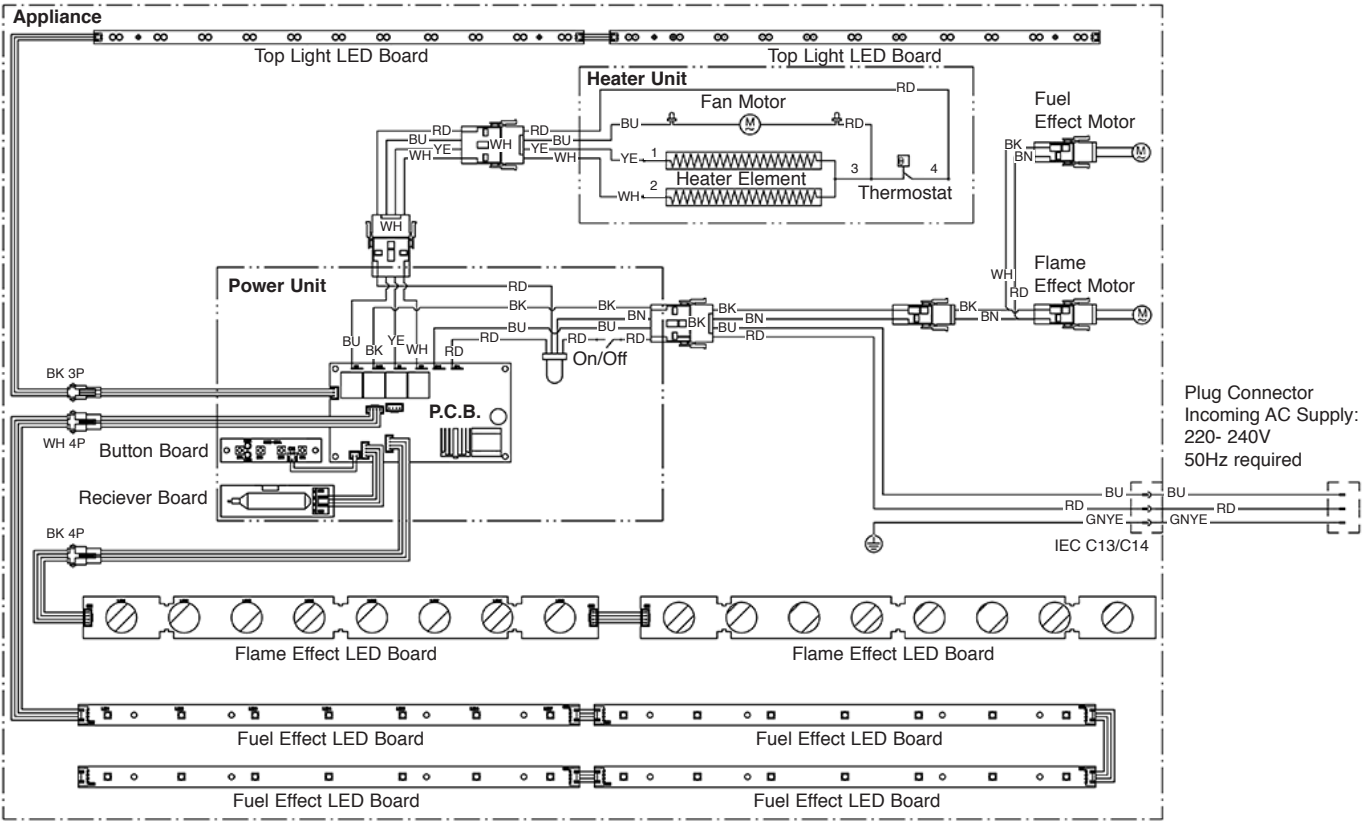 Appliance
Top Light LED Board
Top Light LED Board
Heater Unit
RD
Fan Motor
BU
RD
Fuel
Effect Motor
RD
BU
YE
WH
WH
RD
BU
YE
WH
YE
1
Heater Element
WH
2
3
4
Thermostat
BK
BN
WH
Power Unit
RD
BK
BK
BN
BU
BU
RD
RD
RD
On/Off
BK
BK
BN
BU
RD
WH
RD
Flame
Effect Motor
BK
BN
BU
BK
YE
WH
RD
BK 3P
P.C.B.
WH 4P
Button Board
Reciever Board
BK 4P
Plug Connector
Incoming AC Supply:
220- 240V
50Hz required
BU
BU
RD
RD
GNYE
GNYE
IEC C13/C14
Flame Effect LED Board
Flame Effect LED Board
Fuel Effect LED Board
Fuel Effect LED Board
Fuel Effect LED Board
Fuel Effect LED Board